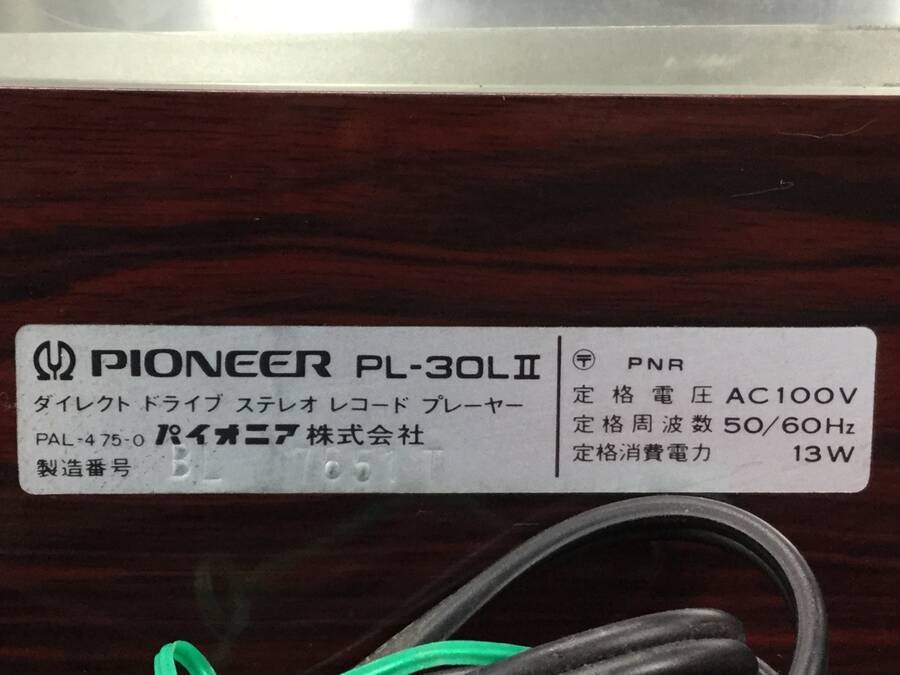 PIONEER PL-30LII
ダイレクト ドライブ ステレオ レコード プレーヤー
PAL-475-0 パイオニア株式会社
製造番号 BL
〶 PNR
定格電圧 AC100V
定格周波数 50/60Hz
定格消費電力 13W